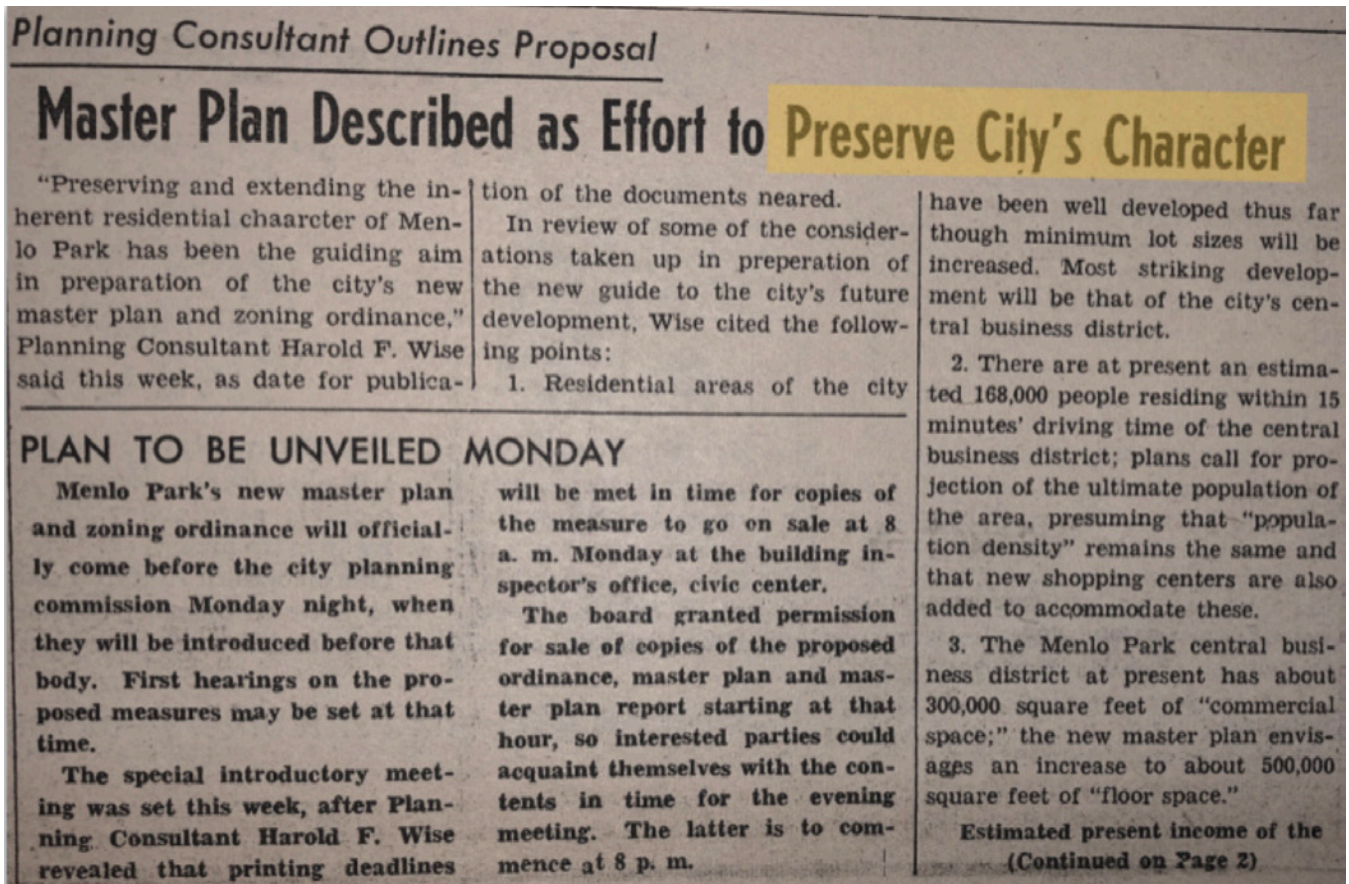 Planning Consultant Outlines Proposal
Master Plan Described as Effort to Preserve City's Character
"Preserving and extending the in-
herent residential chaarcter of Men-
lo Park has been the guiding aim
in preparation of the city's new
master plan and zoning ordinance,"
Planning Consultant Harold F. Wise
said this week, as date for publica-
tion of the documents neared.
In review of some of the consider-
ations taken up in preperation of
the new guide to the city's future
development, Wise cited the follow-
ing points:
1. Residential areas of the city
have been well developed thus far
though minimum lot sizes will be
increased. Most striking develop-
ment will be that of the city's cen-
tral business district.
2. There are at present an estima-
ted 168,000 people residing within 15
minutes' driving time of the central
business district; plans call for pro-
jection of the ultimate population of
the area, presuming that "popula-
tion density" remains the same and
that new shopping centers are also
added to accommodate these.
3. The Menlo Park central busi-
ness district at present has about
300,000 square feet of "commercial
space;" the new master plan envis-
ages an increase to about 500,000
square feet of "floor space."
Estimated present income of the
(Continued on Page 2)
PLAN TO BE UNVEILED MONDAY
Menlo Park's new master plan
and zoning ordinance will official-
ly come before the city planning
commission Monday night, when
they will be introduced before that
body. First hearings on the pro-
posed measures may be set at that
time.
The special introductory meet-
ing was set this week, after Plan-
ning Consultant Harold F. Wise
revealed that printing deadlines
will be met in time for copies of
the measure to go on sale at 8
a. m. Monday at the building in-
spector's office, civic center.
The board granted permission
for sale of copies of the proposed
ordinance, master plan and mas-
ter plan report starting at that
hour, so interested parties could
acquaint themselves with the con-
tents in time for the evening
meeting. The latter is to com-
mence at 8 p. m.